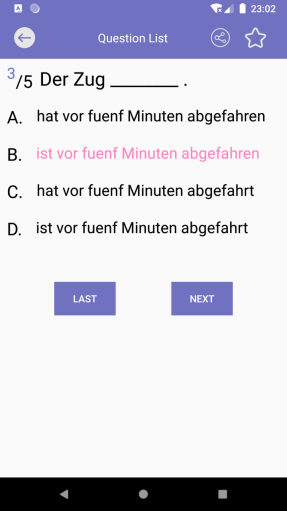 23:02
Question List
3/5 Der Zug ________ .
A. hat vor fuenf Minuten abgefahren
B. ist vor fuenf Minuten abgefahren
C. hat vor fuenf Minuten abgefahrt
D. ist vor fuenf Minuten abgefahrt
LAST NEXT